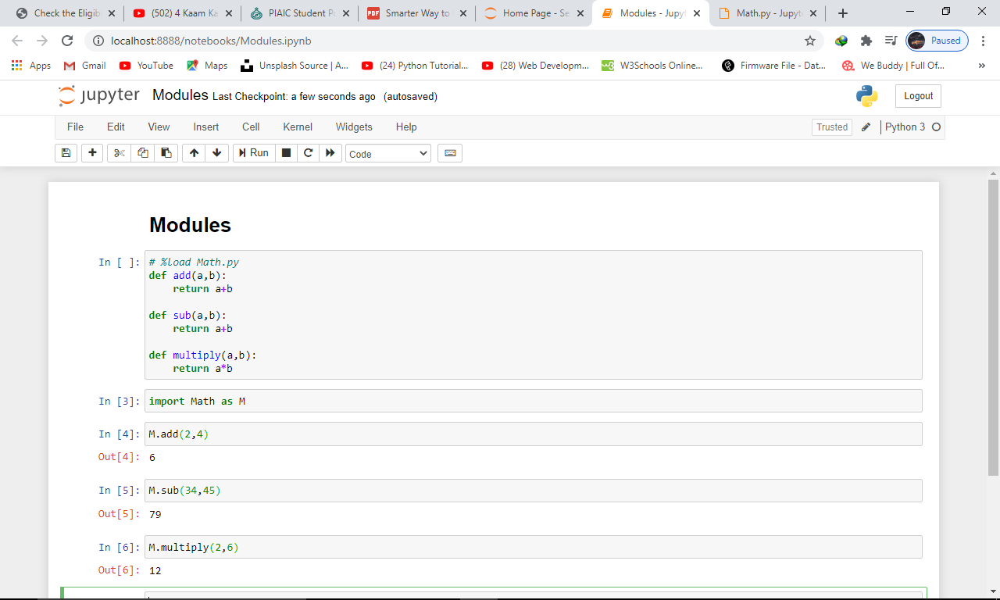 Check the Eligib
(502) 4 Kaam Ka
PIAIC Student Po
PDF
Smarter Way to
Home Page - Se
Modules - Jupyt
Math.py - Jupyt
localhost:8888/notebooks/Modules.ipynb
Paused
Apps
Gmail
YouTube
Maps
Unsplash Source | A...
(24) Python Tutorial...
(28) Web Developm...
W3Schools Online...
Firmware File - Dat...
We Buddy | Full Of...
»
jupyter Modules Last Checkpoint: a few seconds ago (autosaved)
Logout
File Edit View Insert Cell Kernel Widgets Help
Trusted
Python 3
Run
Code
Modules
In [ ]: # %load Math.py
def add(a,b):
    return a+b
def sub(a,b):
    return a+b
def multiply(a,b):
    return a*b
In [3]: import Math as M
In [4]: M.add(2,4)
Out[4]: 6
In [5]: M.sub(34,45)
Out[5]: 79
In [6]: M.multiply(2,6)
Out[6]: 12